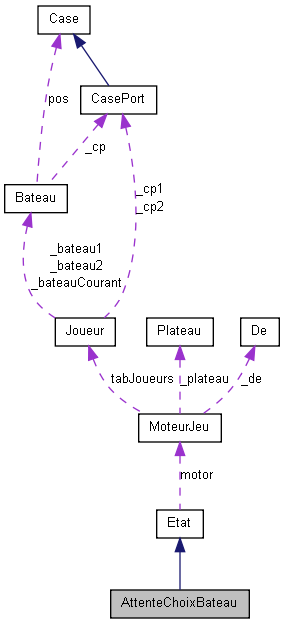 Case
pos
CasePort
_cp
_cp1
_cp2
Bateau
_bateau1
_bateau2
_bateauCourant
Joueur
Plateau
De
tabJoueurs
_plateau
_de
MoteurJeu
motor
Etat
AttenteChoixBateau